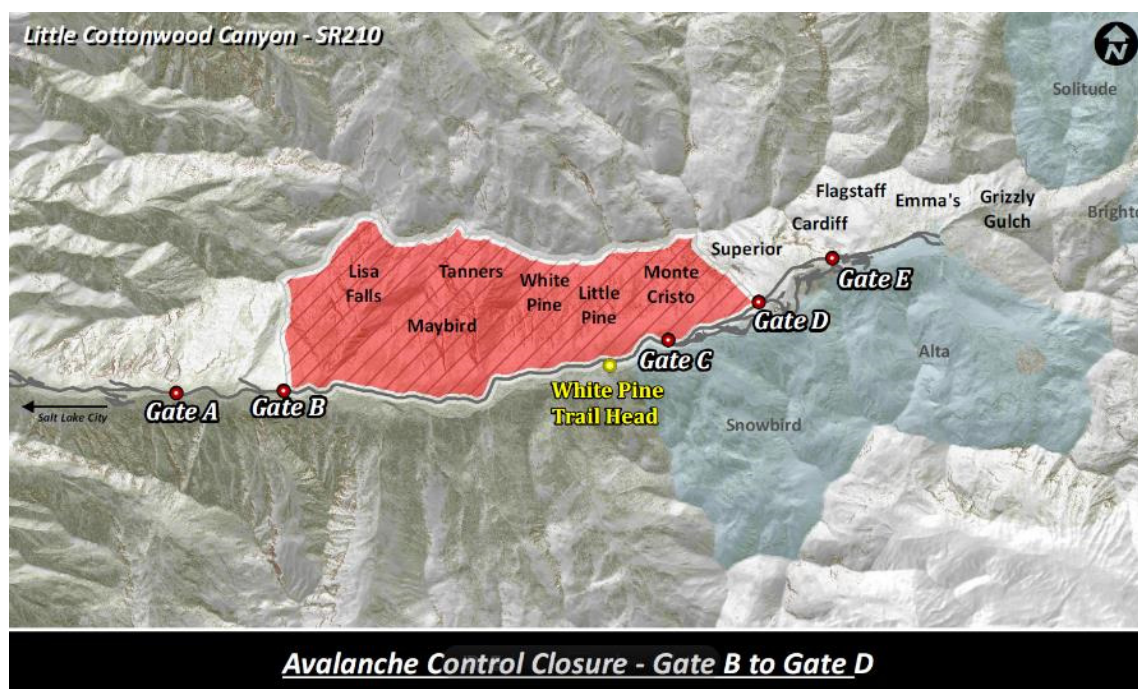 Little Cottonwood Canyon - SR210
N
Solitude
Flagstaff
Emma's
Grizzly
Gulch
Brighto
Cardiff
Superior
Lisa
Falls
Tanners
White
Pine
Little
Pine
Monte
Cristo
Maybird
Gate E
Gate D
Gate C
Alta
White Pine
Trail Head
Gate A
Gate B
Salt Lake City
Snowbird
Avalanche Control Closure - Gate B to Gate D